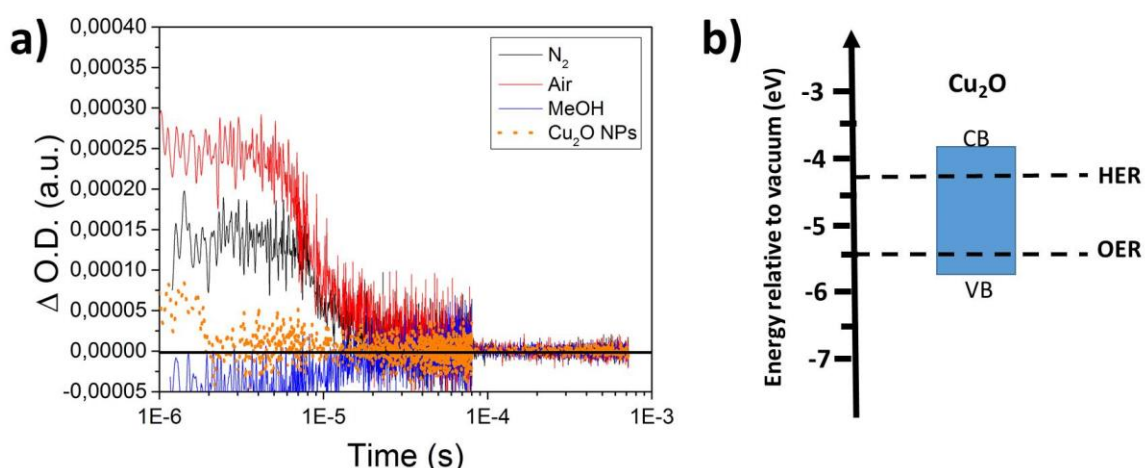 a)
0,00040
0,00035
0,00030
0,00025
0,00020
0,00015
0,00010
0,00005
0,00000
-0,00005
Δ O.D. (a.u.)
N₂
Air
MeOH
Cu₂O NPs
1E-6
1E-5
1E-4
1E-3
Time (s)
b)
Energy relative to vacuum (eV)
-3
-4
-5
-6
-7
Cu₂O
CB
HER
OER
VB